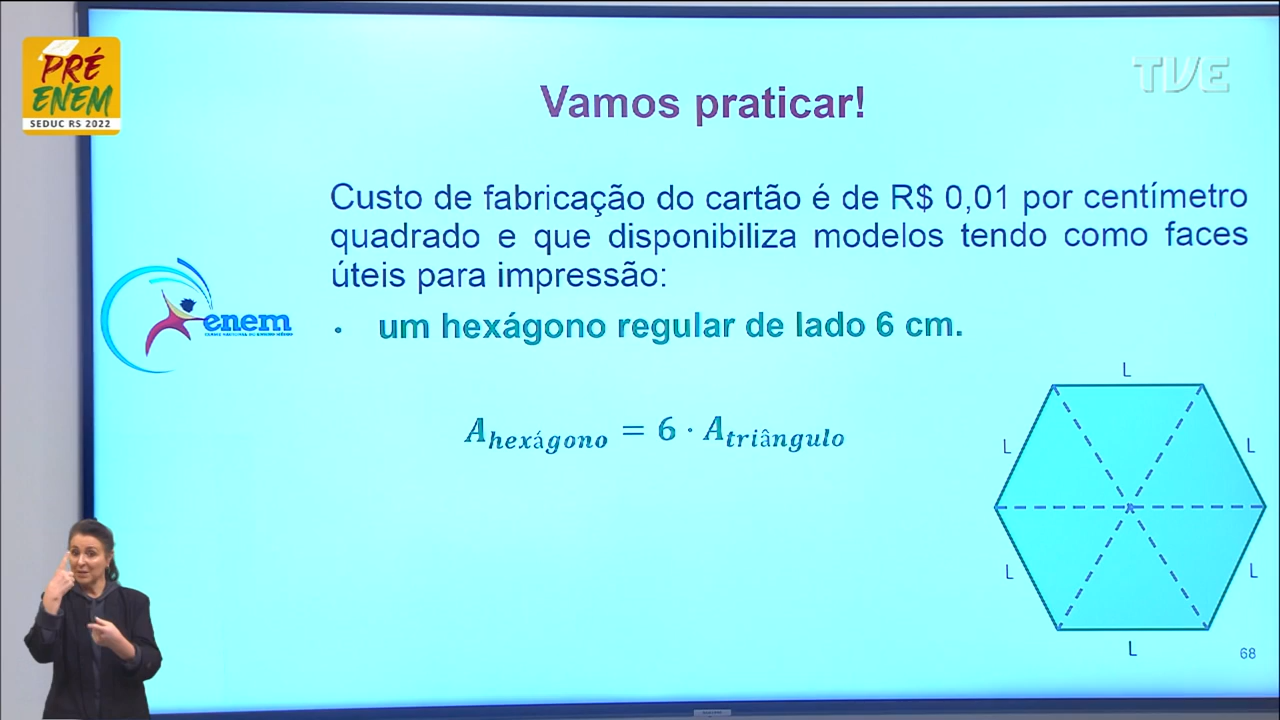 PRÉ
ENEM
SEDUC RS 2022
TVE
Vamos praticar!
Custo de fabricação do cartão é de R$ 0,01 por centímetro
quadrado e que disponibiliza modelos tendo como faces
úteis para impressão:
enem
• um hexágono regular de lado 6 cm.
A_hexágono = 6 · A_triângulo
L
L
L
L
L
L
68